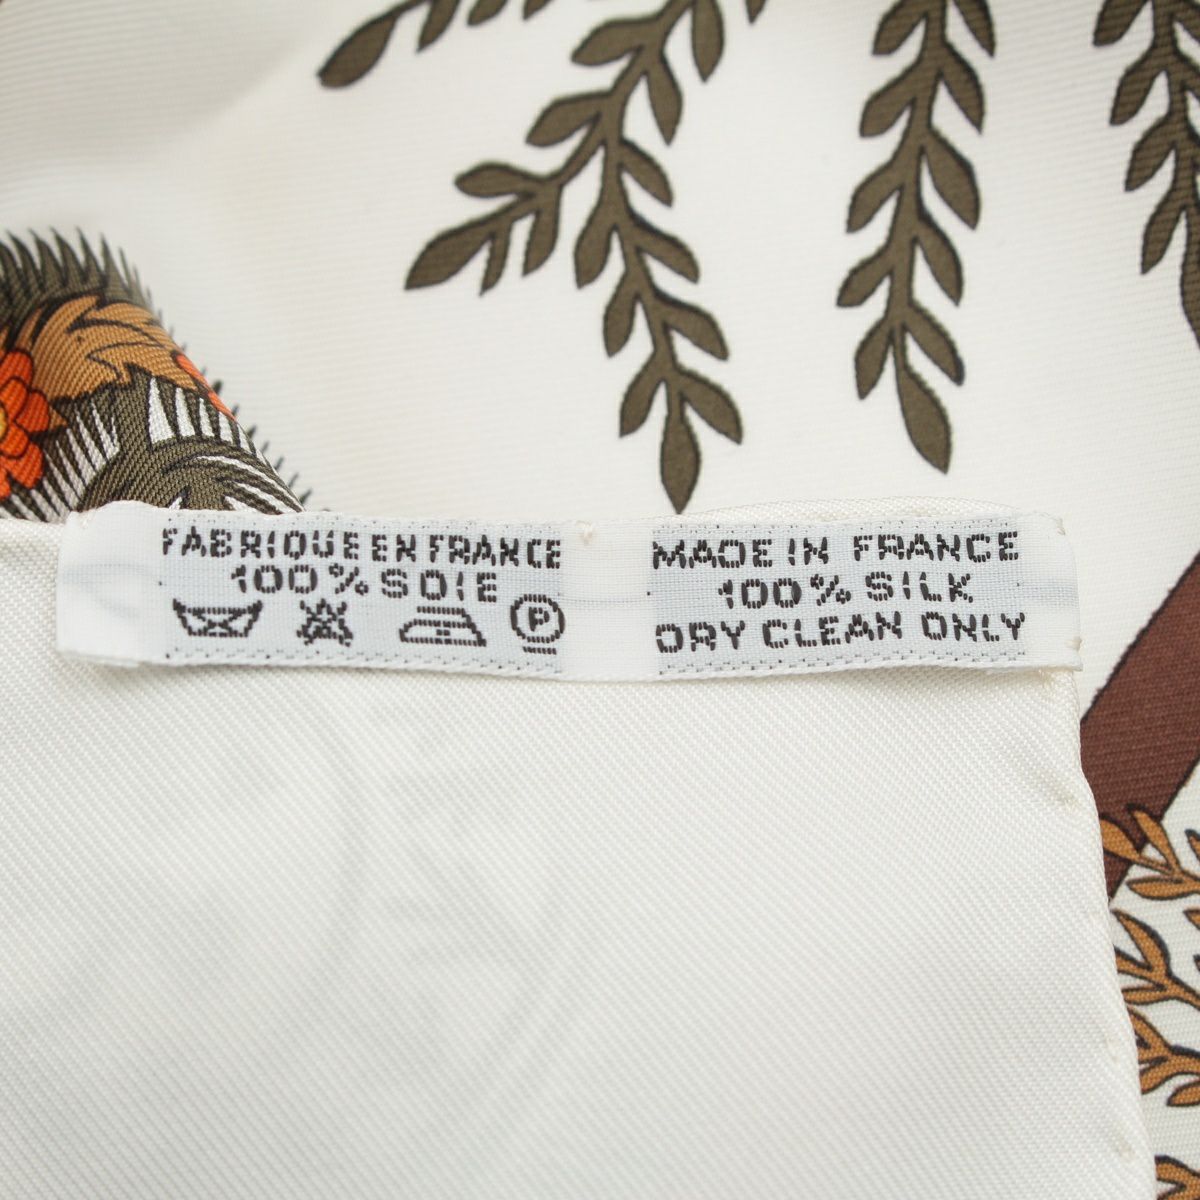 FABRIQUE EN FRANCE
100% SOIE
P
MADE IN FRANCE
100% SILK
DRY CLEAN ONLY